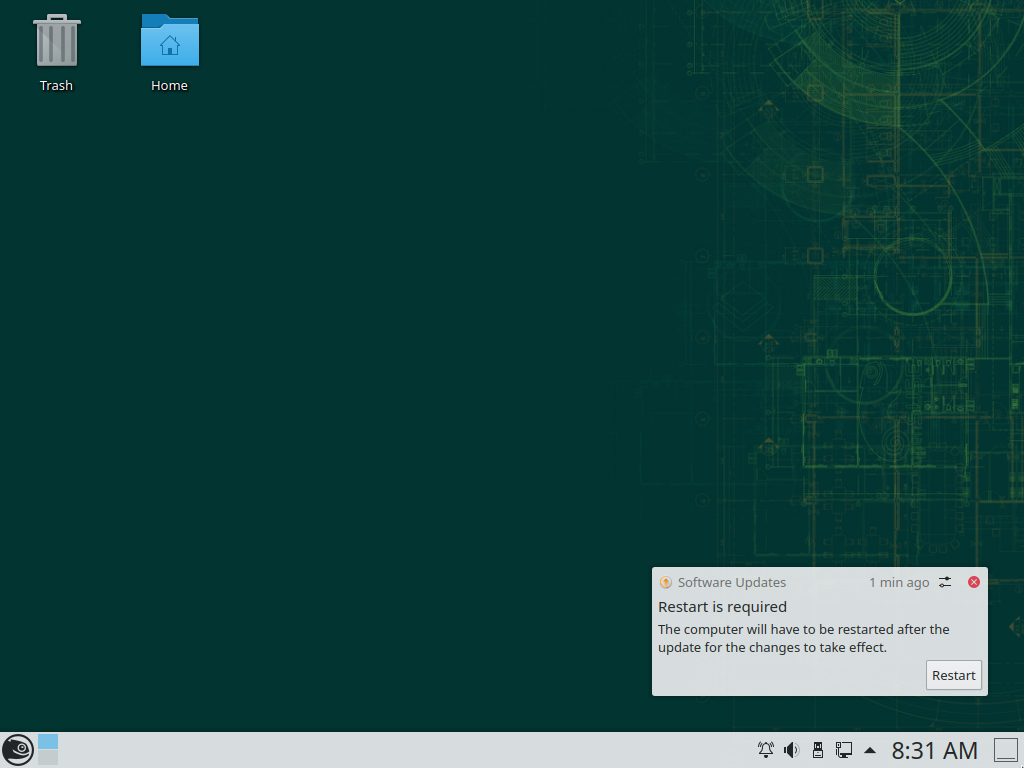 Trash
Home
Software Updates
1 min ago
Restart is required
The computer will have to be restarted after the
update for the changes to take effect.
Restart
8:31 AM